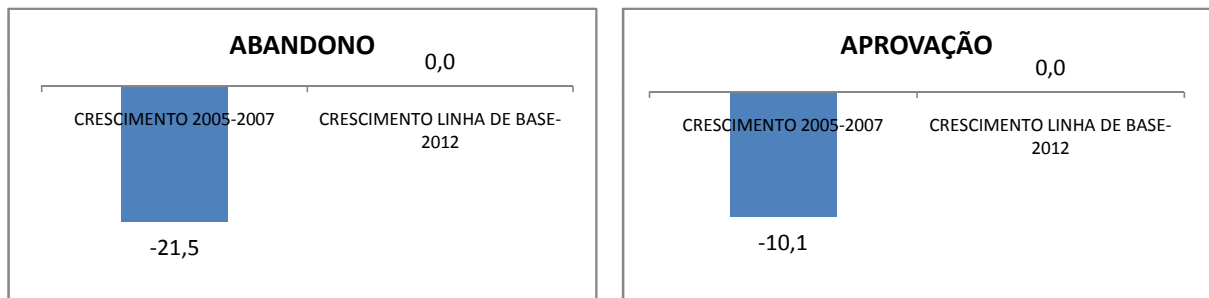 ABANDONO
0,0
CRESCIMENTO 2005-2007
CRESCIMENTO LINHA DE BASE-
2012
-21,5
APROVAÇÃO
0,0
CRESCIMENTO 2005-2007
CRESCIMENTO LINHA DE BASE-
2012
-10,1